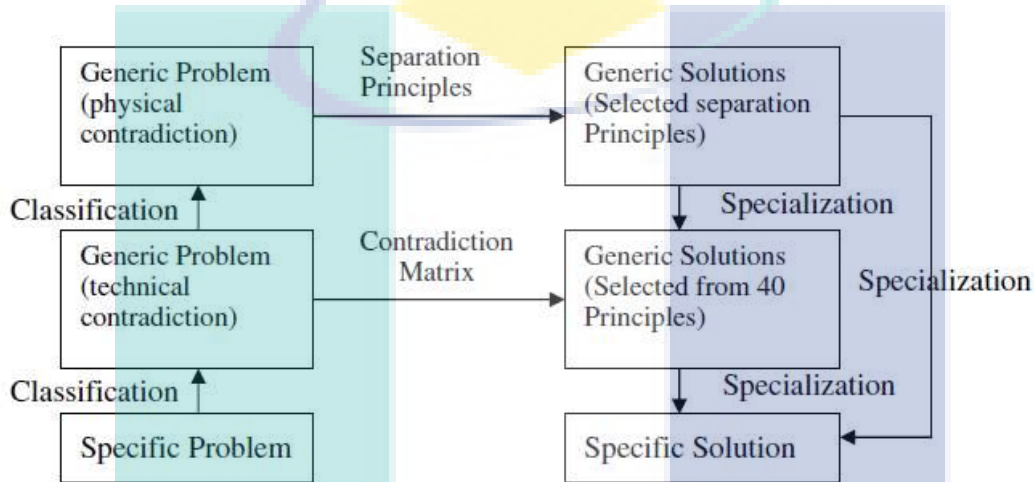 Generic Problem
(physical
contradiction)
Separation
Principles
Generic Solutions
(Selected separation
Principles)
Classification
Specialization
Generic Problem
(technical
contradiction)
Contradiction
Matrix
Generic Solutions
(Selected from 40
Principles)
Specialization
Classification
Specialization
Specific Problem
Specific Solution